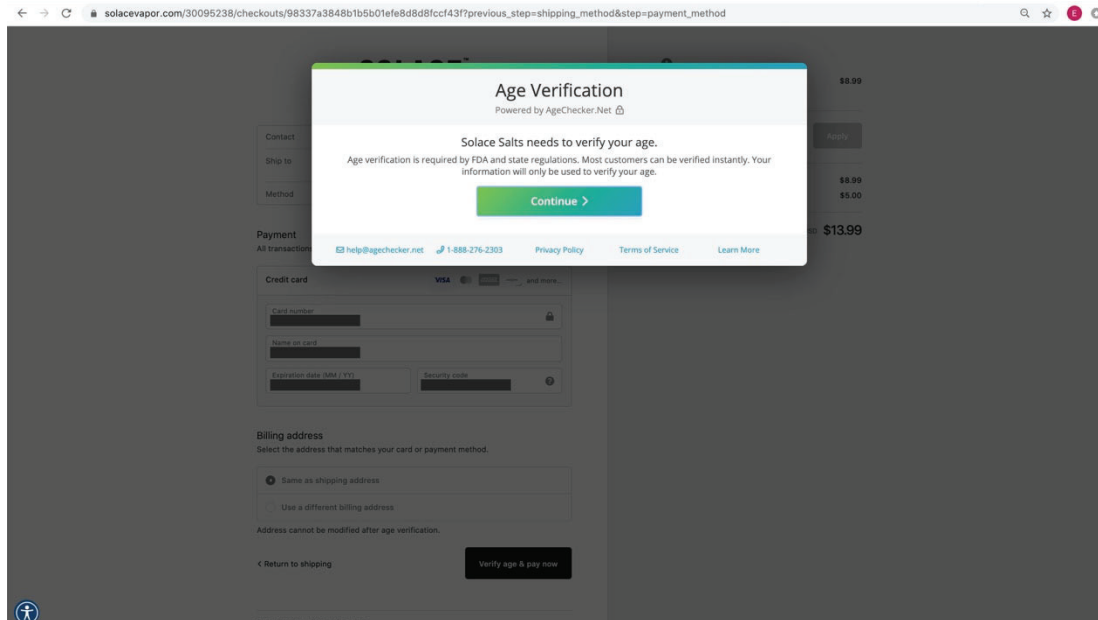 solacevapor.com/30095238/checkouts/98337a3848b1b5b01efe8d8d8fccf43f?previous_step=shipping_method&step=payment_method
E
Age Verification
Powered by AgeChecker.Net
Solace Salts needs to verify your age.
Age verification is required by FDA and state regulations. Most customers can be verified instantly. Your
information will only be used to verify your age.
Continue >
help@agechecker.net 1-888-276-2303 Privacy Policy Terms of Service Learn More
Contact
Ship to
Method
Payment
All transaction
Credit card VISA and more...
Card number
Name on card
Expiration date (MM / YY) Security code
Billing address
Select the address that matches your card or payment method.
Same as shipping address
Use a different billing address
Address cannot be modified after age verification.
< Return to shipping Verify age & pay now
$8.99
Apply
$8.99
$5.00
$13.99